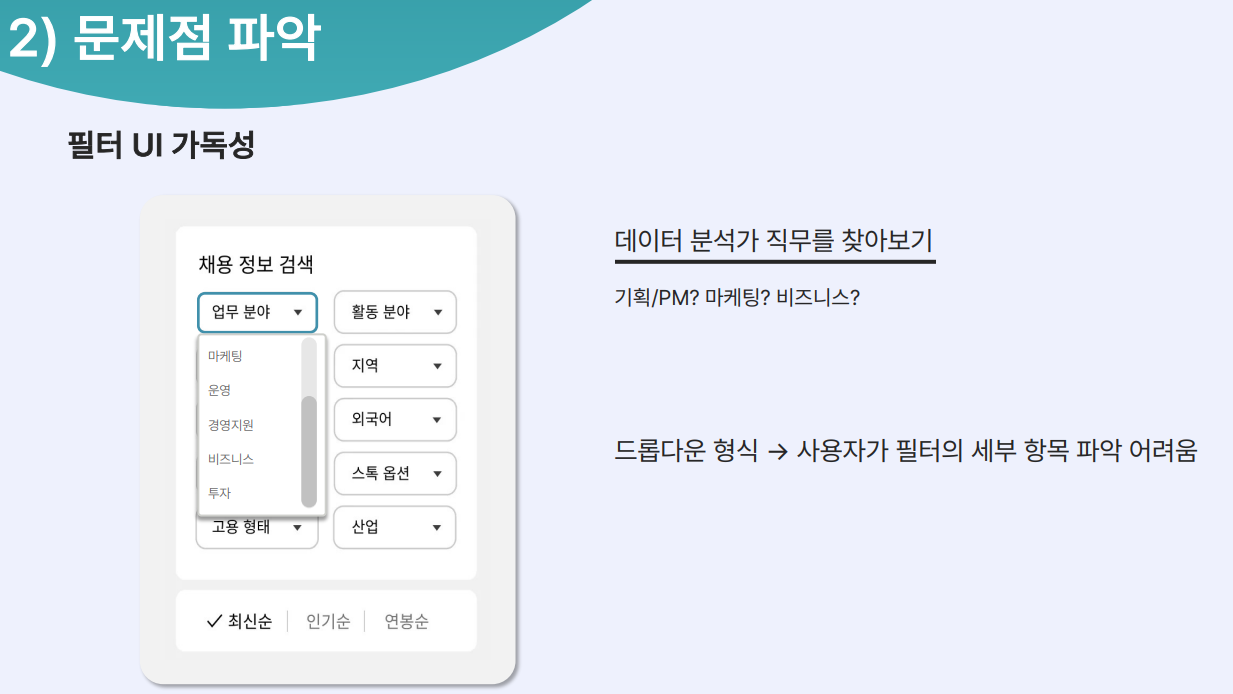 2) 문제점 파악
필터 UI 가독성
채용 정보 검색
업무 분야 ▼
활동 분야 ▼
마케팅
운영
경영지원
비즈니스
투자
지역 ▼
외국어 ▼
스톡 옵션 ▼
고용 형태 ▼
산업 ▼
✓ 최신순 | 인기순 | 연봉순
데이터 분석가 직무를 찾아보기
기획/PM? 마케팅? 비즈니스?
드롭다운 형식 → 사용자가 필터의 세부 항목 파악 어려움